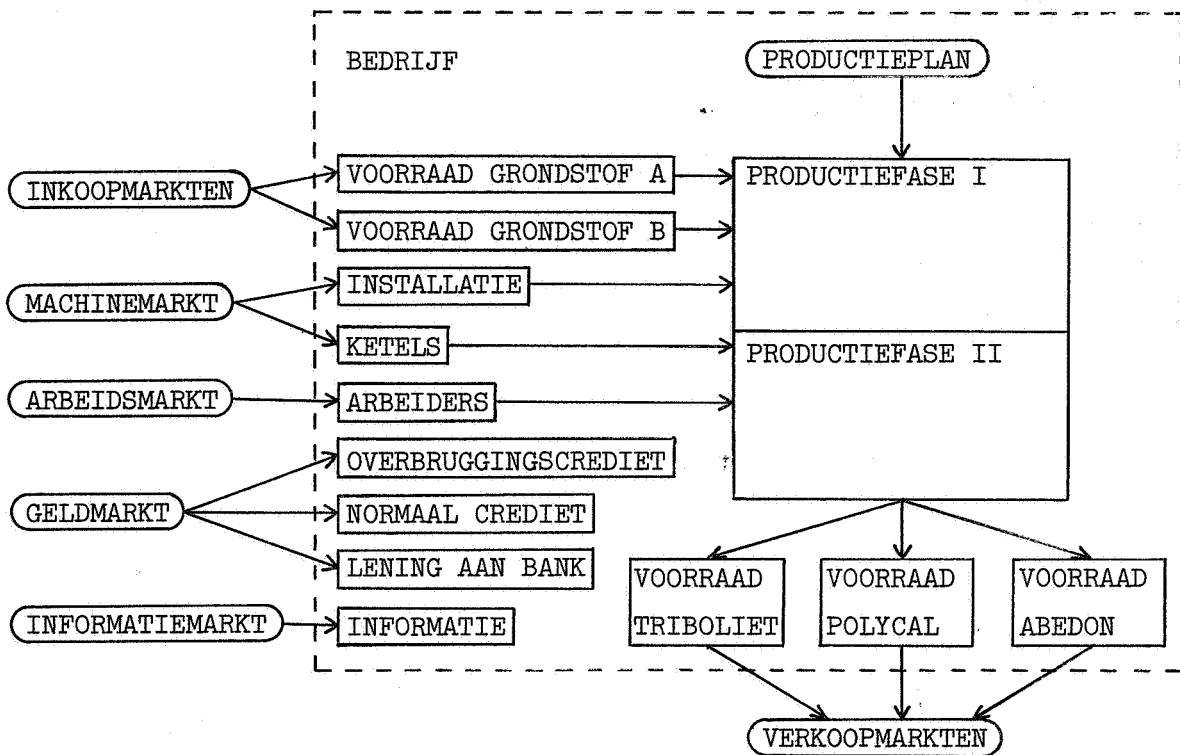 BEDRIJF
PRODUCTIEPLAN
INKOOPMARKTEN
VOORRAAD GRONDSTOF A
PRODUCTIEFASE I
VOORRAAD GRONDSTOF B
MACHINEMARKT
INSTALLATIE
KETELS
PRODUCTIEFASE II
ARBEIDSMARKT
ARBEIDERS
OVERBRUGGINGSCREDIET
GELDMARKT
NORMAAL CREDIET
LENING AAN BANK
INFORMATIEMARKT
INFORMATIE
VOORRAAD
TRIBOLIET
VOORRAAD
POLYCAL
VOORRAAD
ABEDON
VERKOOPMARKTEN